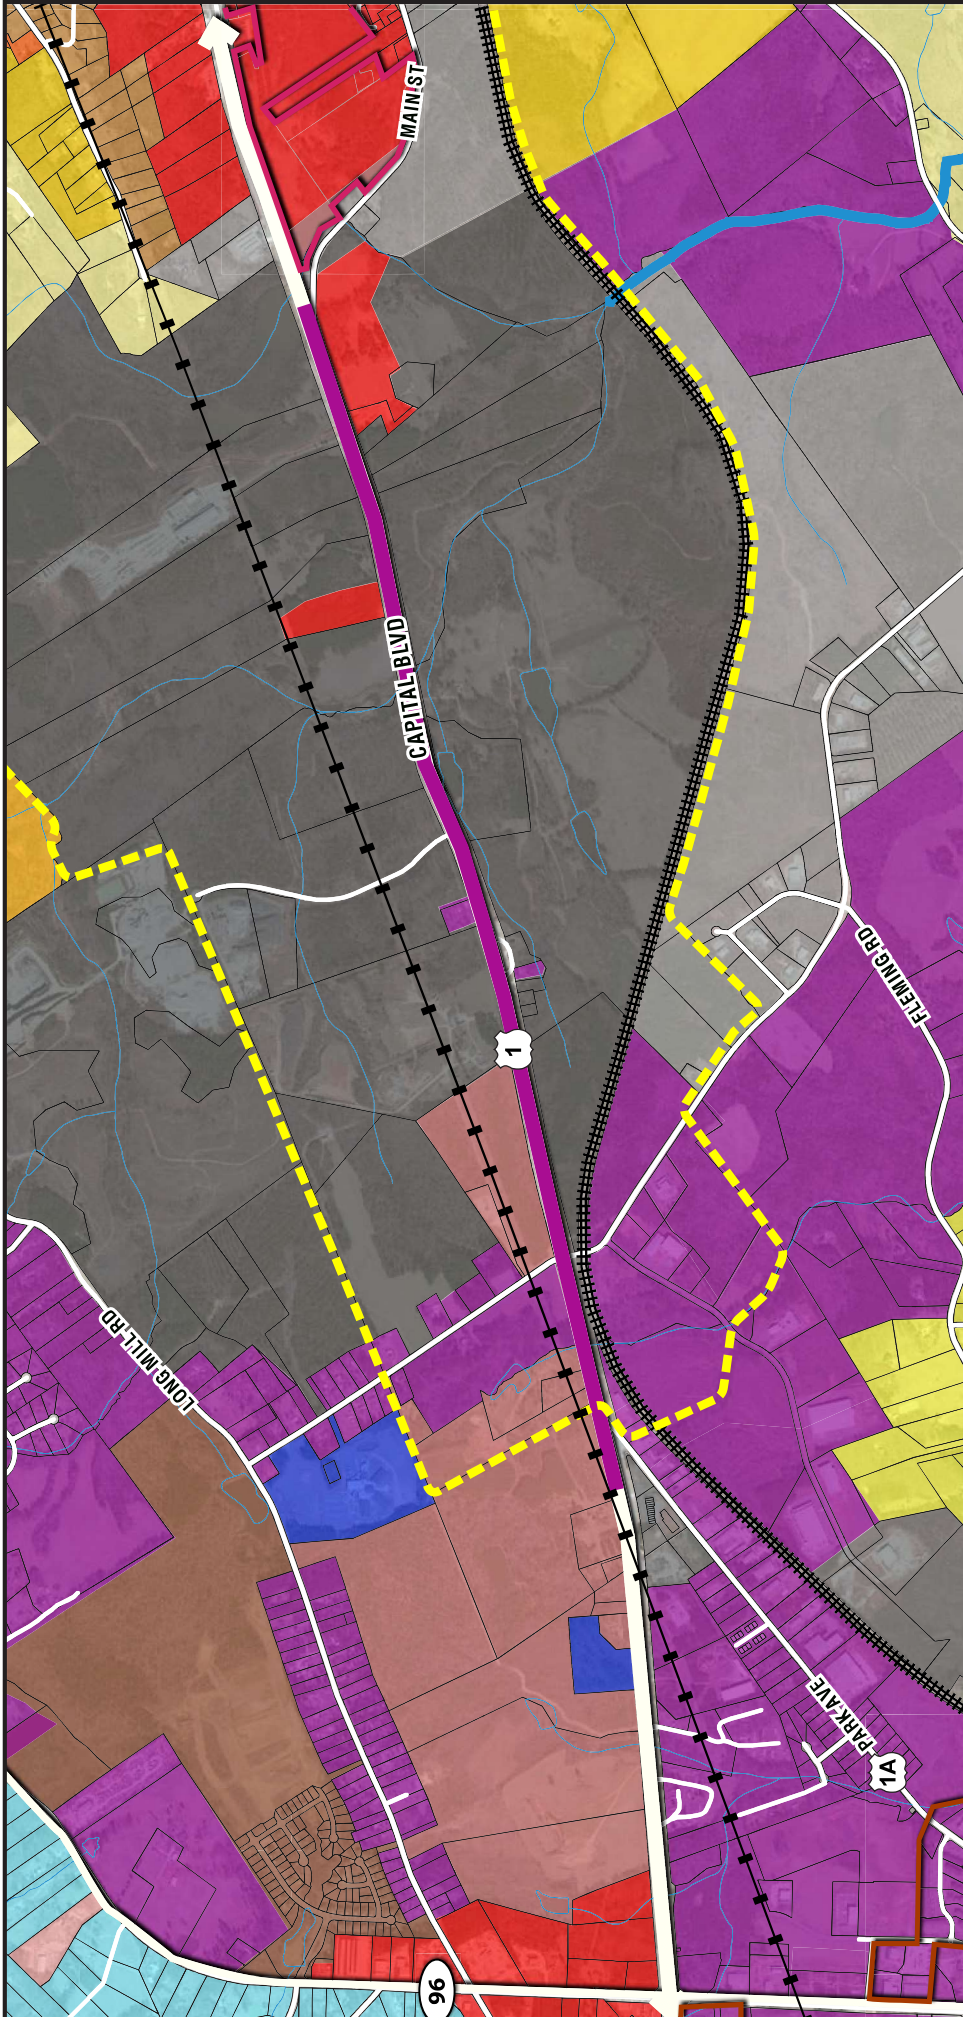 MAIN ST
CAPITAL BLVD
FLEMING RD
1
LONG MILL RD
PARK AVE
1A
96